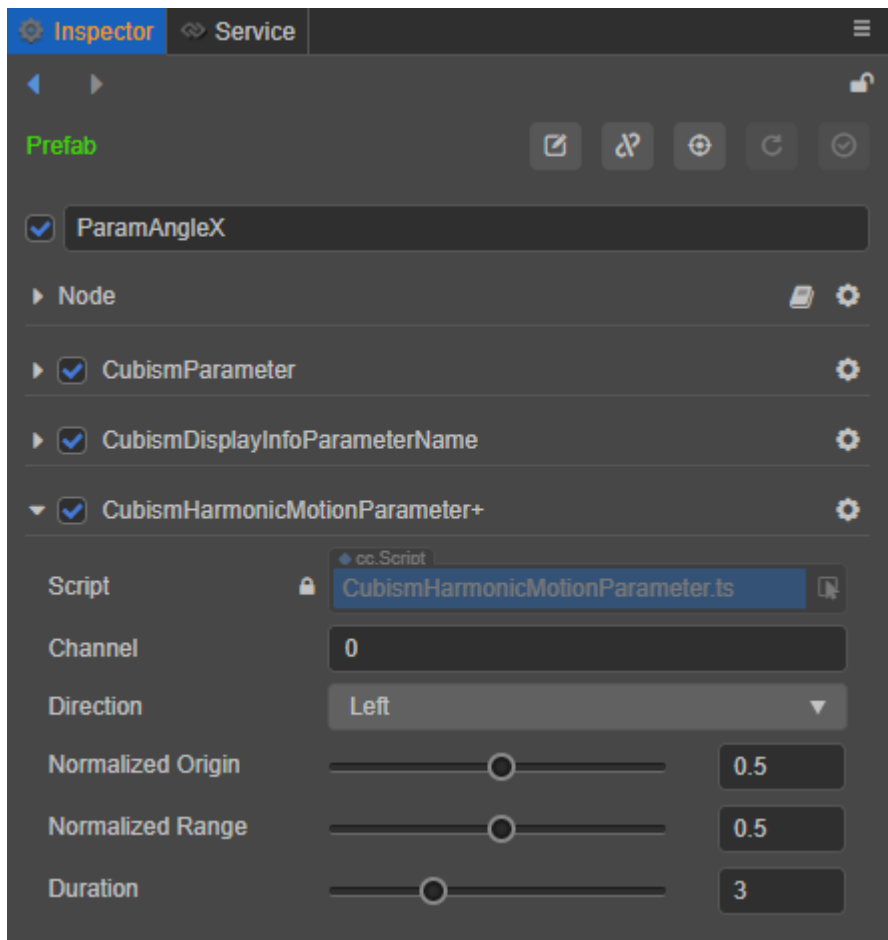 Inspector Service
Prefab
ParamAngleX
Node
CubismParameter
CubismDisplayInfoParameterName
CubismHarmonicMotionParameter+
cc.Script
Script CubismHarmonicMotionParameter.ts
Channel 0
Direction Left
Normalized Origin 0.5
Normalized Range 0.5
Duration 3